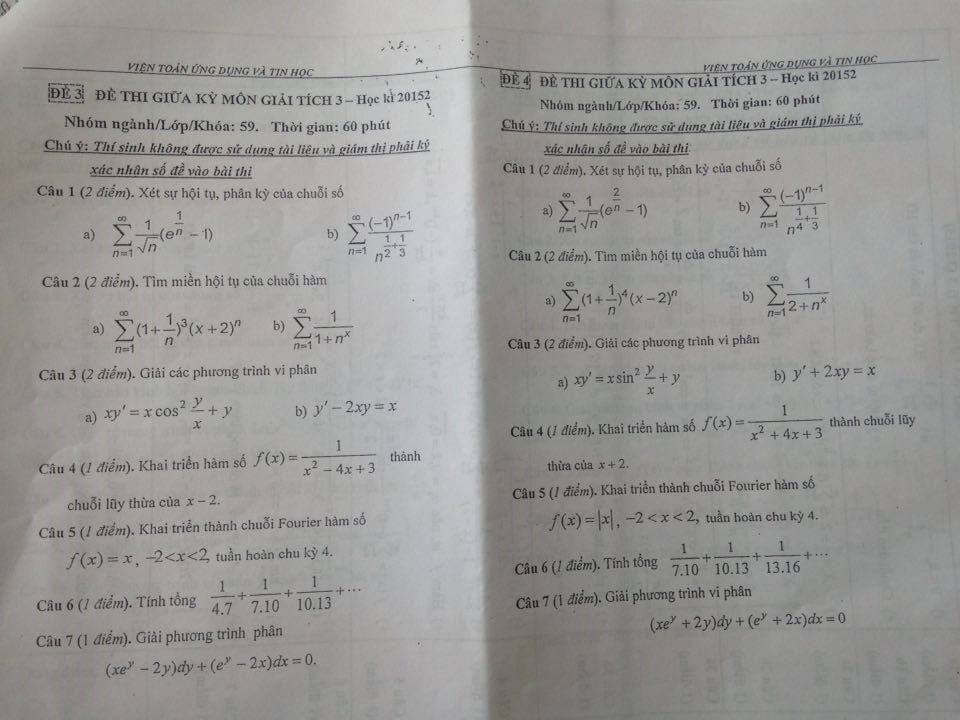 VIỆN TOÁN ỨNG DỤNG VÀ TIN HỌC
ĐỀ 3 ĐỀ THI GIỮA KỲ MÔN GIẢI TÍCH 3 – Học kì 20152
Nhóm ngành/Lớp/Khóa: 59. Thời gian: 60 phút
Chú ý: Thí sinh không được sử dụng tài liệu và giám thị phải ký
xác nhận số đề vào bài thi
Câu 1 (2 điểm). Xét sự hội tụ, phân kỳ của chuỗi số
a) $\sum_{n=1}^{\infty}\frac{1}{\sqrt{n}}(e^{\frac{1}{n}}-1)$ b) $\sum_{n=1}^{\infty}\frac{(-1)^{n-1}}{n^{\frac{1}{2}+\frac{1}{3}}}$
Câu 2 (2 điểm). Tìm miền hội tụ của chuỗi hàm
a) $\sum_{n=1}^{\infty}(1+\frac{1}{n})^3(x+2)^n$ b) $\sum_{n=1}^{\infty}\frac{1}{1+n^x}$
Câu 3 (2 điểm). Giải các phương trình vi phân
a) $xy'=x\cos^2\frac{y}{x}+y$ b) $y'-2xy=x$
Câu 4 (1 điểm). Khai triển hàm số $f(x)=\frac{1}{x^2-4x+3}$ thành
chuỗi lũy thừa của $x-2$.
Câu 5 (1 điểm). Khai triển thành chuỗi Fourier hàm số
$f(x)=x$, $-2<x<2$, tuần hoàn chu kỳ 4.
Câu 6 (1 điểm). Tính tổng $\frac{1}{4.7}+\frac{1}{7.10}+\frac{1}{10.13}+\cdots$
Câu 7 (1 điểm). Giải phương trình phân
$(xe^y-2y)dy+(e^y-2x)dx=0$.
VIỆN TOÁN ỨNG DỤNG VÀ TIN HỌC
ĐỀ 4 ĐỀ THI GIỮA KỲ MÔN GIẢI TÍCH 3 – Học kì 20152
Nhóm ngành/Lớp/Khóa: 59. Thời gian: 60 phút
Chú ý: Thí sinh không được sử dụng tài liệu và giám thị phải ký
xác nhận số đề vào bài thi.
Câu 1 (2 điểm). Xét sự hội tụ, phân kỳ của chuỗi số
a) $\sum_{n=1}^{\infty}\frac{1}{\sqrt{n}}(e^{\frac{2}{n}}-1)$ b) $\sum_{n=1}^{\infty}\frac{(-1)^{n-1}}{n^{\frac{1}{4}+\frac{1}{3}}}$
Câu 2 (2 điểm). Tìm miền hội tụ của chuỗi hàm
a) $\sum_{n=1}^{\infty}(1+\frac{1}{n})^4(x-2)^n$ b) $\sum_{n=1}^{\infty}\frac{1}{2+n^x}$
Câu 3 (2 điểm). Giải các phương trình vi phân
a) $xy'=x\sin^2\frac{y}{x}+y$ b) $y'+2xy=x$
Câu 4 (1 điểm). Khai triển hàm số $f(x)=\frac{1}{x^2+4x+3}$ thành chuỗi lũy
thừa của $x+2$.
Câu 5 (1 điểm). Khai triển thành chuỗi Fourier hàm số
$f(x)=|x|$, $-2<x<2$, tuần hoàn chu kỳ 4.
Câu 6 (1 điểm). Tính tổng $\frac{1}{7.10}+\frac{1}{10.13}+\frac{1}{13.16}+\cdots$
Câu 7 (1 điểm). Giải phương trình vi phân
$(xe^y+2y)dy+(e^y+2x)dx=0$